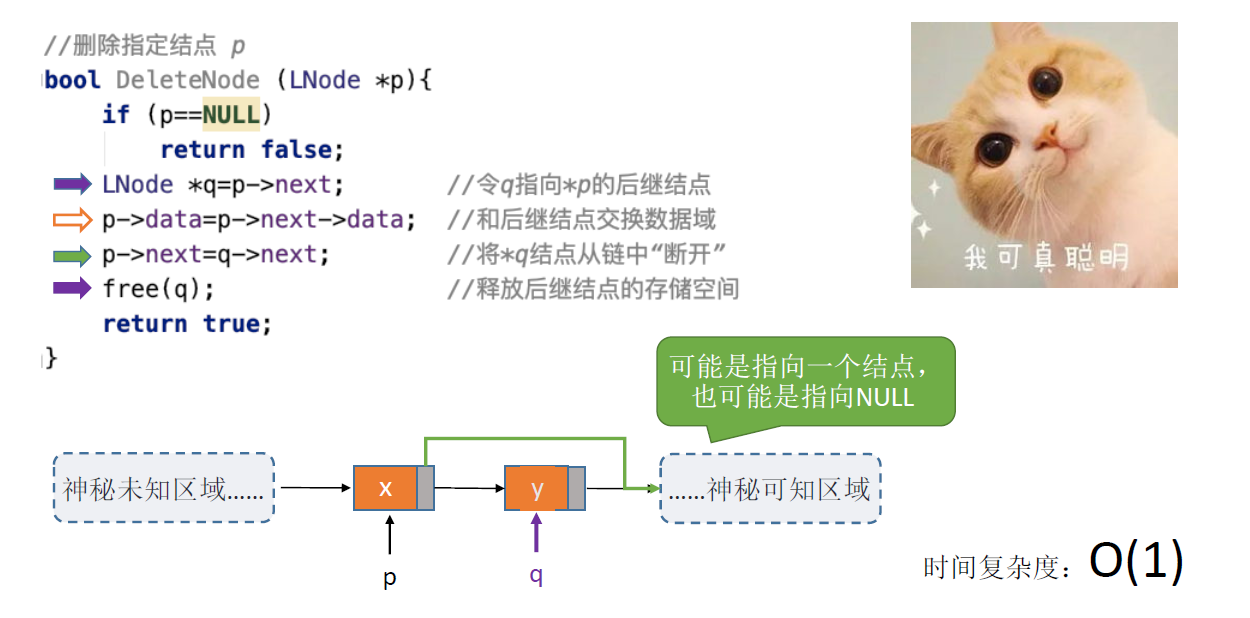 //删除指定结点 p
bool DeleteNode (LNode *p){
if (p==NULL)
return false;
LNode *q=p->next; //令q指向*p的后继结点
p->data=p->next->data; //和后继结点交换数据域
p->next=q->next; //将*q结点从链中“断开”
free(q); //释放后继结点的存储空间
return true;
}
我可真聪明
可能是指向一个结点，
也可能是指向NULL
神秘未知区域…… x y ……神秘可知区域
p q
时间复杂度：O(1)